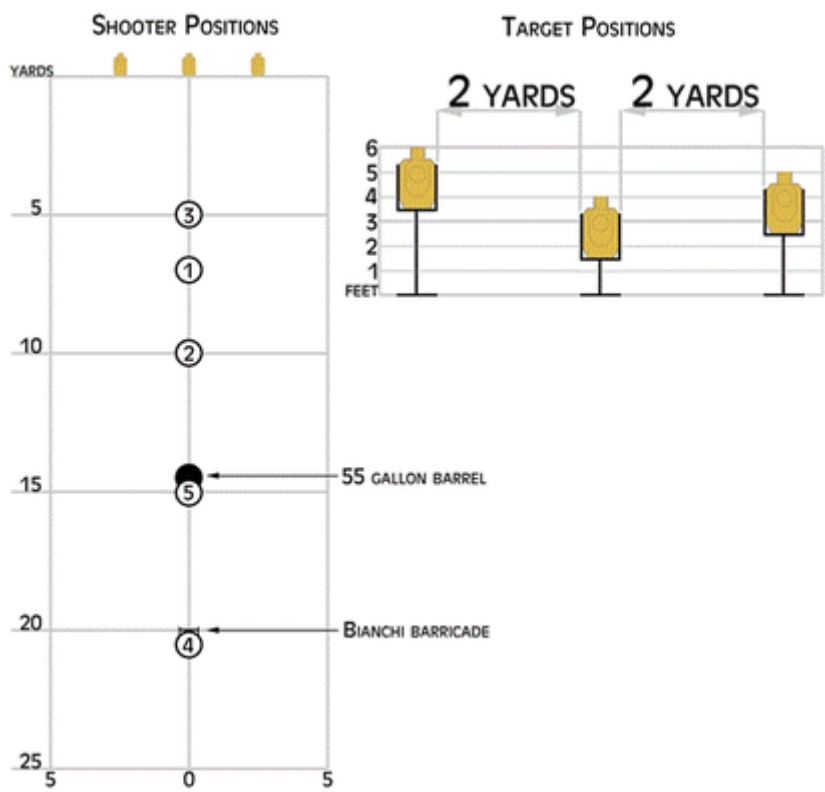 SHOOTER POSITIONS
YARDS
5
3
1
10
2
55 GALLON BARREL
15
5
20
BIANCHI BARRICADE
4
25
5 0 5
TARGET POSITIONS
2 YARDS 2 YARDS
6
5
4
3
2
1
FEET